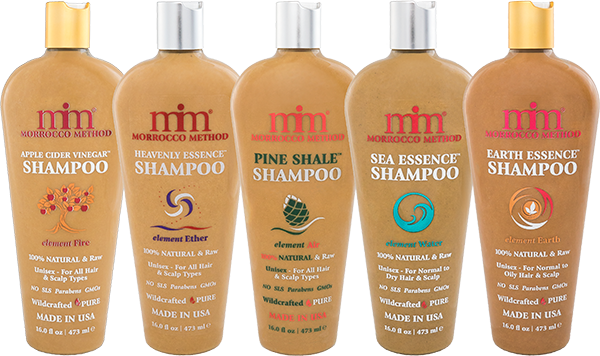 mm®
MORROCCO METHOD
APPLE CIDER VINEGAR™
SHAMPOO
element Fire
100% NATURAL & RAW
UNISEX - FOR ALL HAIR
& SCALP TYPES
NO SLS Parabens GMOs
Wildcrafted PURE
MADE IN USA
16.0 fl oz | 473 ml e
mm®
MORROCCO METHOD
HEAVENLY ESSENCE™
SHAMPOO
element Ether
100% NATURAL & RAW
UNISEX - FOR ALL HAIR
& SCALP TYPES
NO SLS Parabens GMOs
Wildcrafted PURE
MADE IN USA
16.0 fl oz | 473 ml e
mm®
MORROCCO METHOD
PINE SHALE™
SHAMPOO
element Air
100% NATURAL & RAW
UNISEX - FOR ALL HAIR
& SCALP TYPES
NO SLS Parabens GMOs
Wildcrafted PURE
MADE IN USA
16.0 fl oz | 473 ml e
mm®
MORROCCO METHOD
SEA ESSENCE™
SHAMPOO
element Water
100% NATURAL & RAW
UNISEX - FOR NORMAL TO
DRY HAIR & SCALP
NO SLS Parabens GMOs
Wildcrafted PURE
MADE IN USA
16.0 fl oz | 473 ml e
mm®
MORROCCO METHOD
EARTH ESSENCE™
SHAMPOO
element Earth
100% NATURAL & RAW
UNISEX - FOR NORMAL TO
OILY HAIR & SCALP
NO SLS Parabens GMOs
Wildcrafted PURE
MADE IN USA
16.0 fl oz | 473 ml e